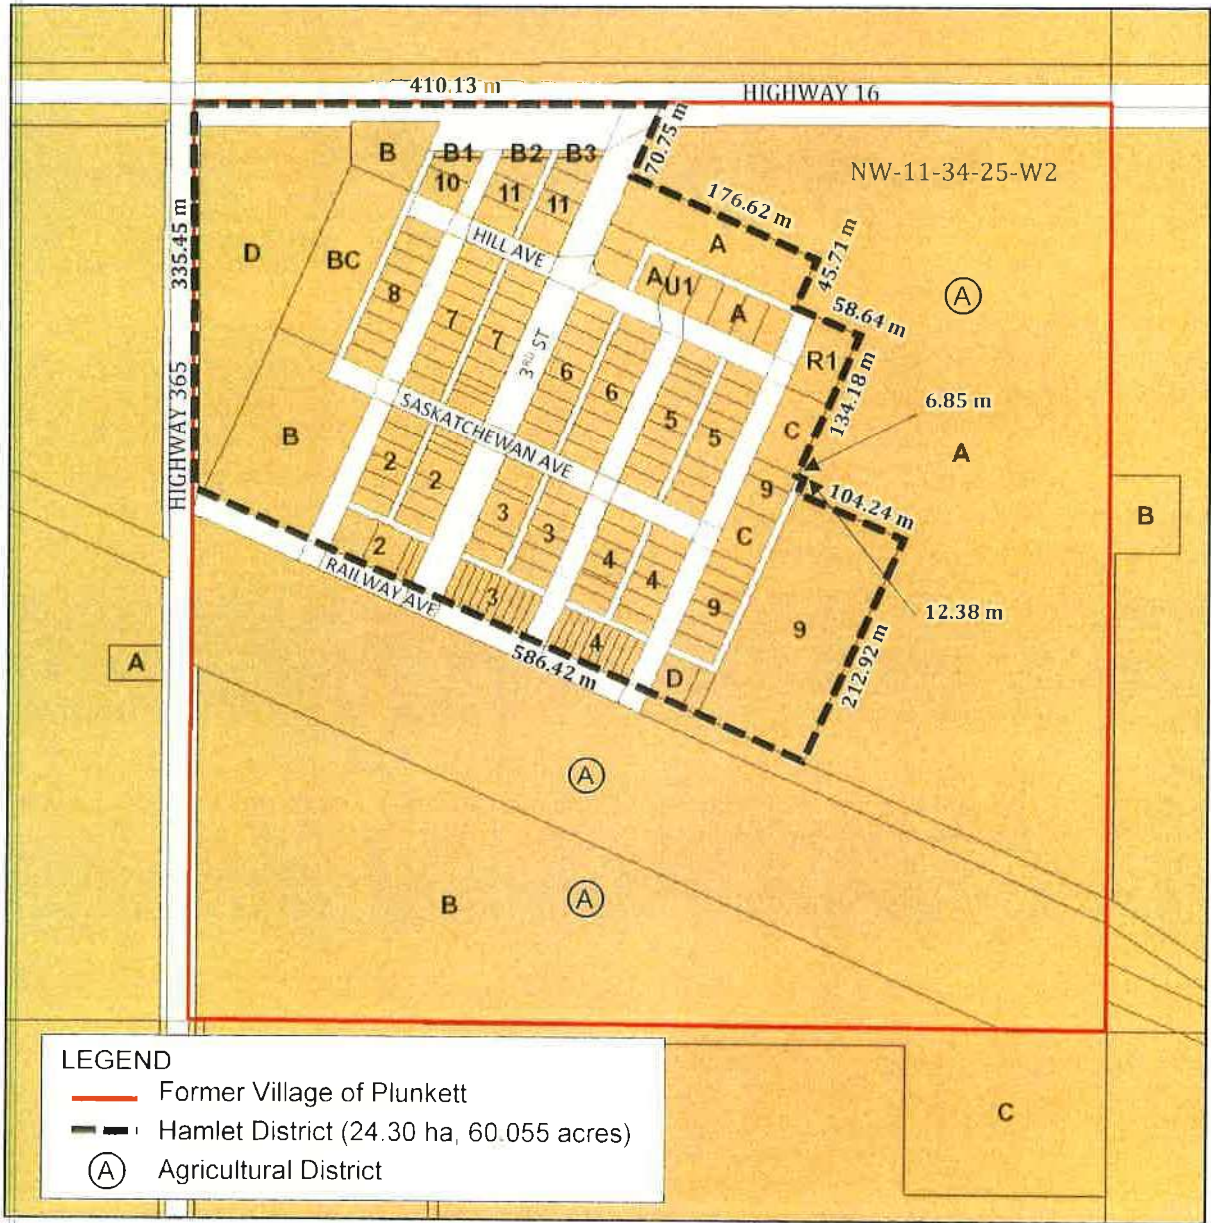 410.13 m
HIGHWAY 16
70.75 m
B
B1
B2
B3
10
11
11
NW-11-34-25-W2
176.62 m
335.45 m
D
BC
HILL AVE
A
45.71 m
A
U1
A
Ⓐ
58.64 m
8
7
7
3RD ST
6
6
R1
134.18 m
HIGHWAY 365
6.85 m
5
5
C
A
B
SASKATCHEWAN AVE
2
2
9
104.24 m
B
3
3
C
2
4
4
RAILWAY AVE
3
9
9
12.38 m
4
586.42 m
212.92 m
A
D
Ⓐ
B
Ⓐ
LEGEND
Former Village of Plunkett
Hamlet District (24.30 ha, 60.055 acres)
Ⓐ Agricultural District
C